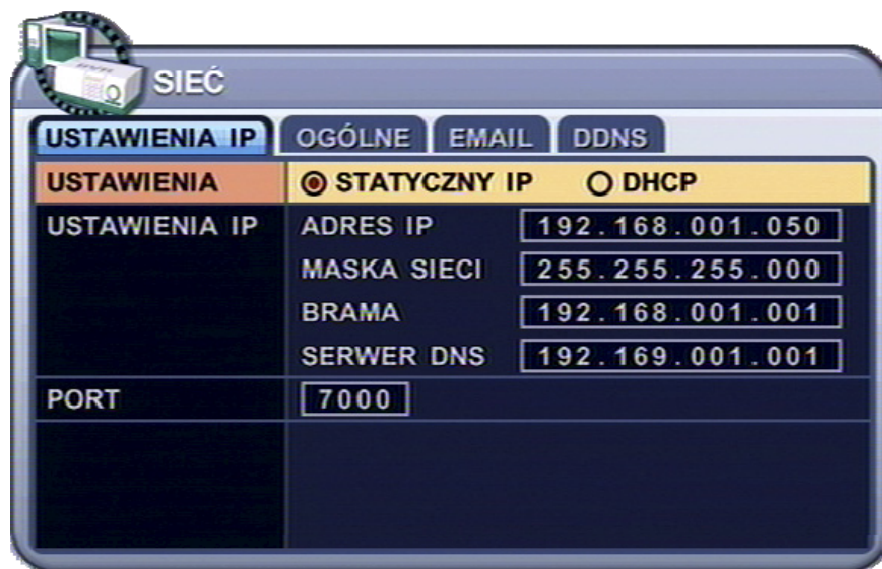 SIEĆ
USTAWIENIA IP OGÓLNE EMAIL DDNS
USTAWIENIA STATYCZNY IP DHCP
USTAWIENIA IP ADRES IP 192.168.001.050
MASKA SIECI 255.255.255.000
BRAMA 192.168.001.001
SERWER DNS 192.169.001.001
PORT 7000